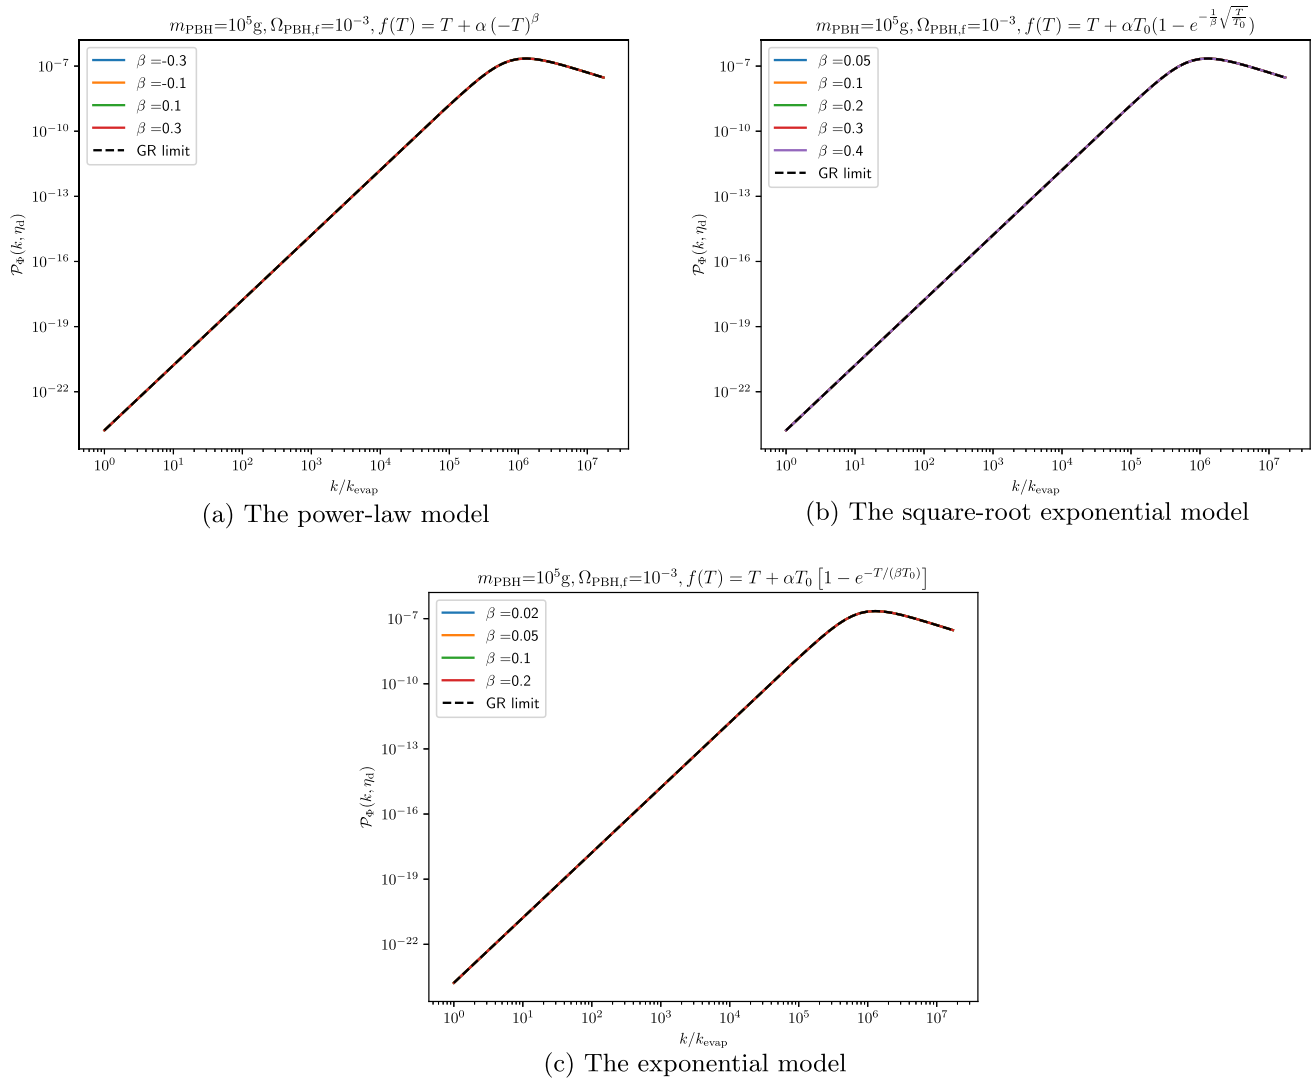 m_PBH=10^5g, Ω_PBH,f=10^−3, f(T) = T + α (−T)^β
β =-0.3
β =-0.1
β =0.1
β =0.3
GR limit
10^−7
10^−10
10^−13
10^−16
10^−19
10^−22
𝒫_Φ(k, η_d)
10^0 10^1 10^2 10^3 10^4 10^5 10^6 10^7
k/k_evap
(a) The power-law model
m_PBH=10^5g, Ω_PBH,f=10^−3, f(T) = T + αT_0(1 − e^{−\frac{1}{β}\sqrt{\frac{T}{T_0}}})
β =0.05
β =0.1
β =0.2
β =0.3
β =0.4
GR limit
10^−7
10^−10
10^−13
10^−16
10^−19
10^−22
𝒫_Φ(k, η_d)
10^0 10^1 10^2 10^3 10^4 10^5 10^6 10^7
k/k_evap
(b) The square-root exponential model
m_PBH=10^5g, Ω_PBH,f=10^−3, f(T) = T + αT_0 [1 − e^{−T/(βT_0)}]
β =0.02
β =0.05
β =0.1
β =0.2
GR limit
10^−7
10^−10
10^−13
10^−16
10^−19
10^−22
𝒫_Φ(k, η_d)
10^0 10^1 10^2 10^3 10^4 10^5 10^6 10^7
k/k_evap
(c) The exponential model